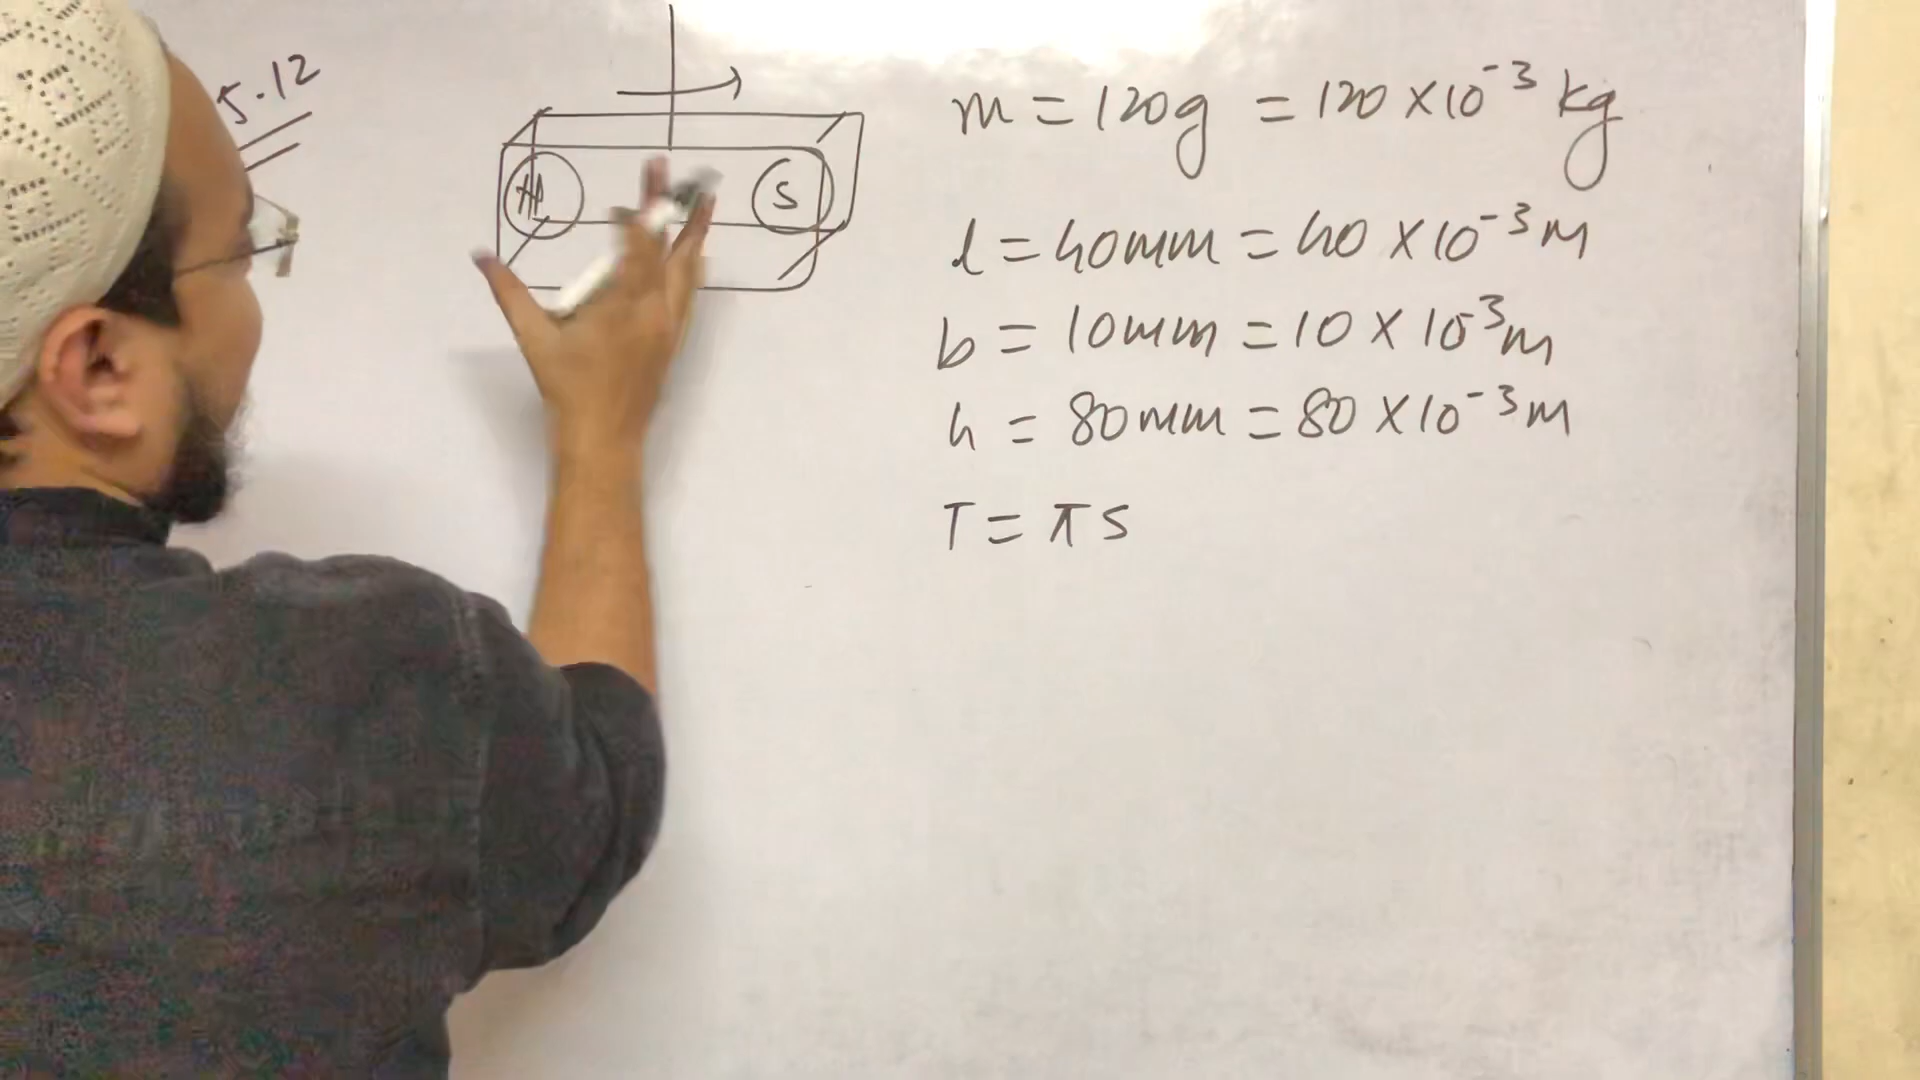 5.12
S
m = 120g = 120 × 10⁻³ kg
l = 40mm = 40 × 10⁻³ m
b = 10mm = 10 × 10⁻³ m
h = 80mm = 80 × 10⁻³ m
T = π s